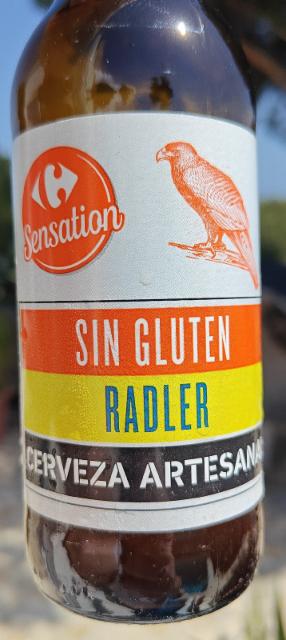 Sensation
SIN GLUTEN
RADLER
CERVEZA ARTESANA